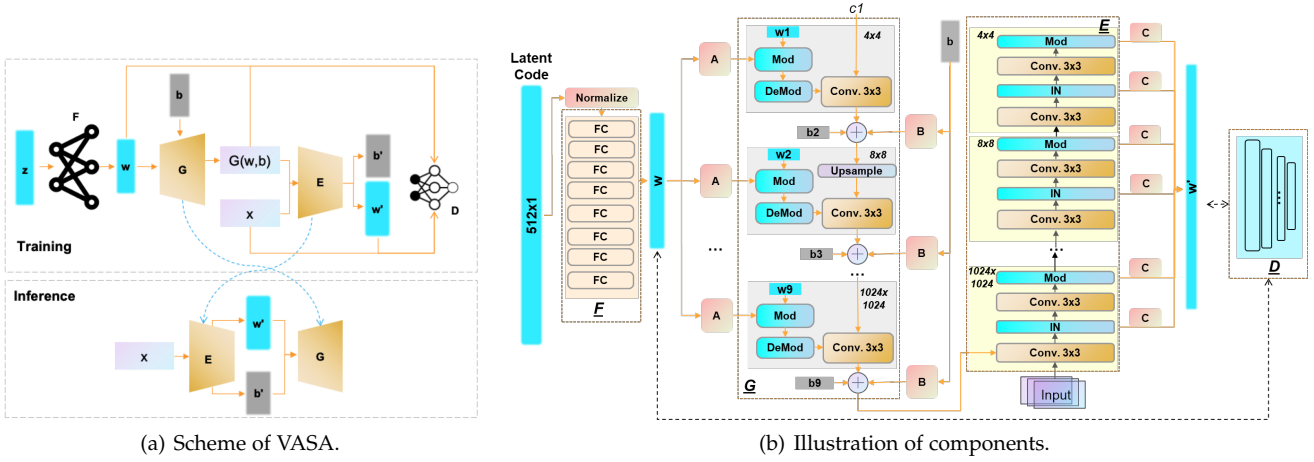 Training
z
F
w
b
G
G(w,b)
X
E
b'
w'
D
Inference
X
E
w'
b'
G
(a) Scheme of VASA.
Latent
Code
512x1
Normalize
FC
FC
FC
FC
FC
FC
FC
FC
F
w
A
A
...
A
c1
w1
4x4
Mod
DeMod
Conv. 3x3
b2
B
w2
8x8
Mod
Upsample
DeMod
Conv. 3x3
b3
B
...
w9
1024x
1024
Mod
DeMod
Conv. 3x3
b9
B
G
b
E
4x4
Mod
Conv. 3x3
IN
Conv. 3x3
8x8
Mod
Conv. 3x3
IN
Conv. 3x3
...
1024x
1024
Mod
Conv. 3x3
IN
Conv. 3x3
Input
C
C
C
C
C
C
w'
...
D
(b) Illustration of components.